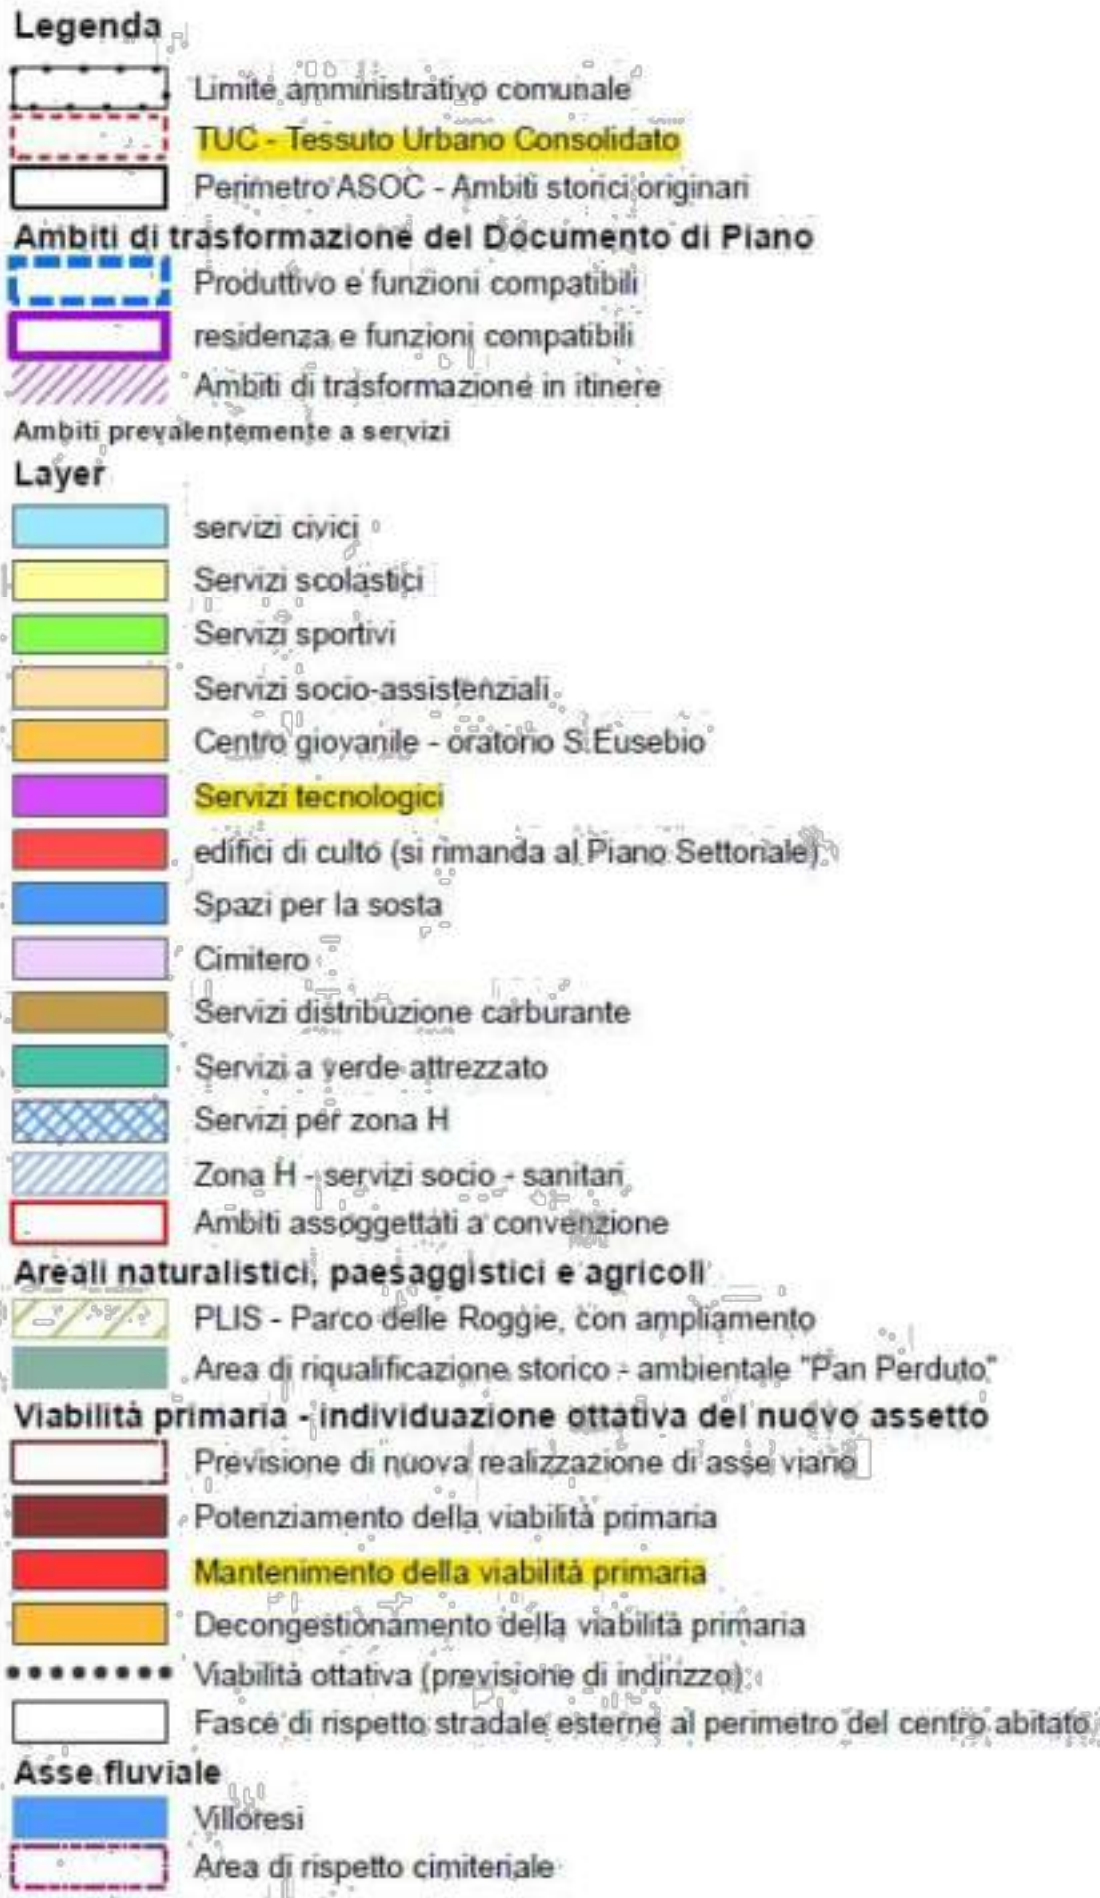 Legenda
Limite amministrativo comunale
TUC - Tessuto Urbano Consolidato
Perimetro ASOC - Ambiti storici originari
Ambiti di trasformazione del Documento di Piano
Produttivo e funzioni compatibili
residenza e funzioni compatibili
Ambiti di trasformazione in itinere
Ambiti prevalentemente a servizi
Layer
servizi civici
Servizi scolastici
Servizi sportivi
Servizi socio-assistenziali
Centro giovanile - oratorio S.Eusebio
Servizi tecnologici
edifici di culto (si rimanda al Piano Settoriale)
Spazi per la sosta
Cimitero
Servizi distribuzione carburante
Servizi a verde attrezzato
Servizi per zona H
Zona H - servizi socio - sanitari
Ambiti assoggettati a convenzione
Areali naturalistici, paesaggistici e agricoli
PLIS - Parco delle Roggie, con ampliamento
Area di riqualificazione storico - ambientale "Pan Perduto"
Viabilità primaria - individuazione ottativa del nuovo assetto
Previsione di nuova realizzazione di asse viario
Potenziamento della viabilità primaria
Mantenimento della viabilità primaria
Decongestionamento della viabilità primaria
Viabilità ottativa (previsione di indirizzo)
Fasce di rispetto stradale esterne al perimetro del centro abitato
Asse fluviale
Villoresi
Area di rispetto cimiteriale